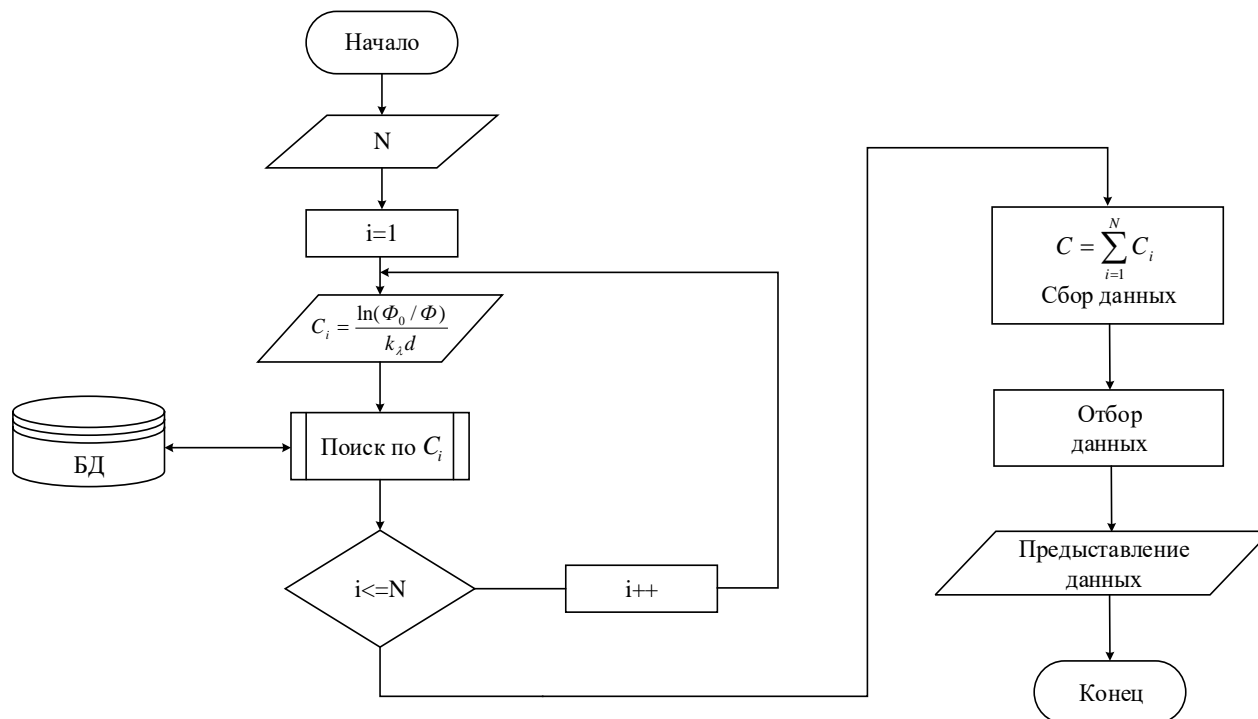 Начало
N
i=1
C_i = ln(Φ_0 / Φ) / k_λ d
Поиск по C_i
БД
i<=N
i++
C = ∑_{i=1}^{N} C_i
Сбор данных
Отбор
данных
Предыставление
данных
Конец